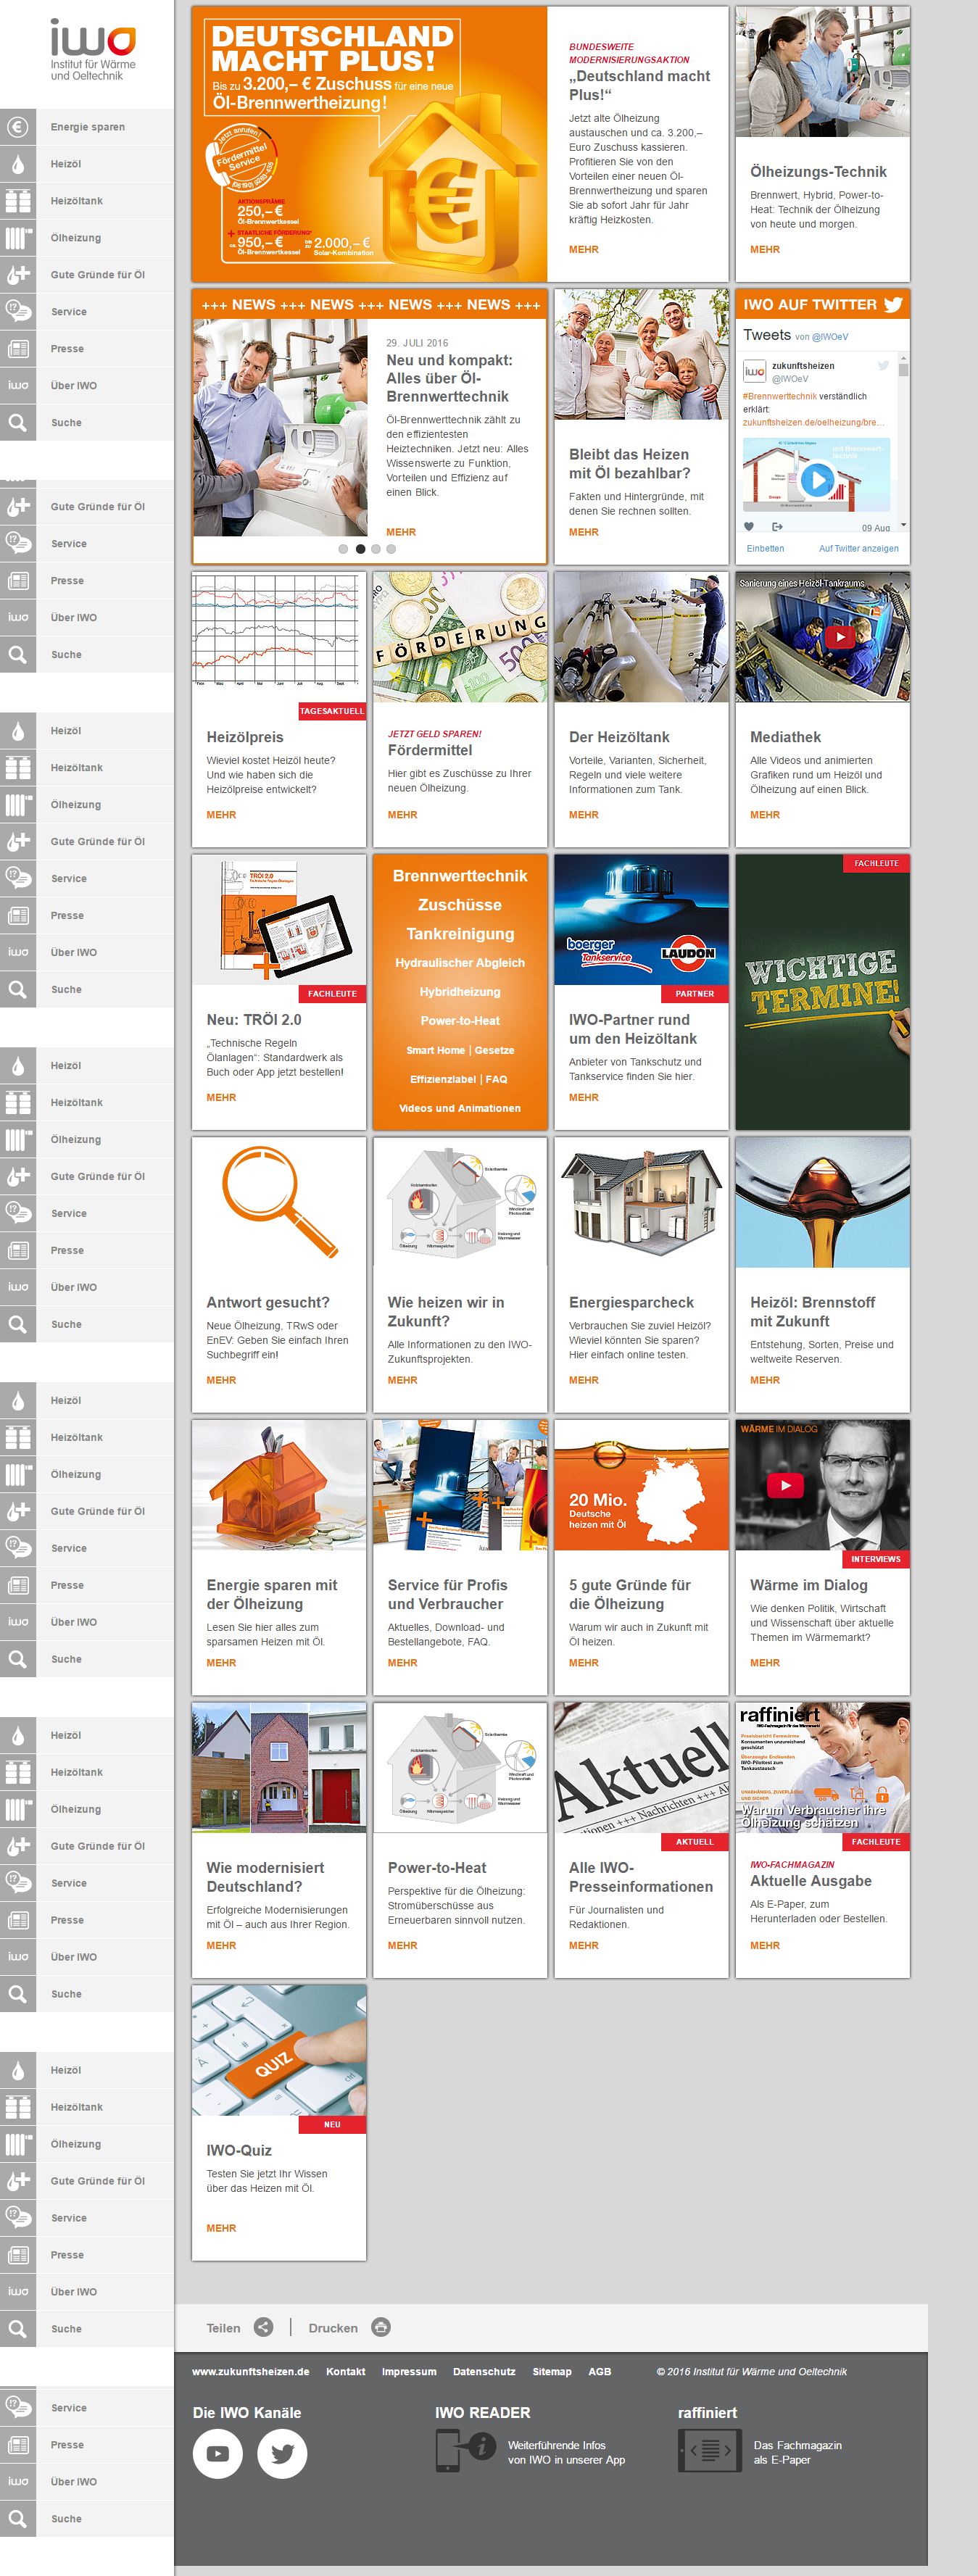 iwo
Institut für Wärme
und Oeltechnik
Energie sparen
Heizöl
Heizöltank
Ölheizung
Gute Gründe für Öl
Service
Presse
Über IWO
Suche
Gute Gründe für Öl
Service
Presse
Über IWO
Suche
Heizöl
Heizöltank
Ölheizung
Gute Gründe für Öl
Service
Presse
Über IWO
Suche
Heizöl
Heizöltank
Ölheizung
Gute Gründe für Öl
Service
Presse
Über IWO
Suche
Heizöl
Heizöltank
Ölheizung
Gute Gründe für Öl
Service
Presse
Über IWO
Suche
Heizöl
Heizöltank
Ölheizung
Gute Gründe für Öl
Service
Presse
Über IWO
Suche
Heizöl
Heizöltank
Ölheizung
Gute Gründe für Öl
Service
Presse
Über IWO
Suche
Service
Presse
Über IWO
Suche
DEUTSCHLAND
MACHT PLUS!
Bis zu 3.200,– € Zuschuss für eine neue
Öl-Brennwertheizung!
Jetzt anrufen!
Fördermittel
Service
AKTIONSPRÄMIE
250,– €
Öl-Brennwertkessel
+ STAATLICHE FÖRDERUNG*
ca. 950,– €
Öl-Brennwertkessel
bis zu 2.000,– €
Solar-Kombination
BUNDESWEITE
MODERNISIERUNGSAKTION
„Deutschland macht
Plus!“
Jetzt alte Ölheizung
austauschen und ca. 3.200,–
Euro Zuschuss kassieren.
Profitieren Sie von den
Vorteilen einer neuen Öl-
Brennwertheizung und sparen
Sie ab sofort Jahr für Jahr
kräftig Heizkosten.
MEHR
Ölheizungs-Technik
Brennwert, Hybrid, Power-to-
Heat: Technik der Ölheizung
von heute und morgen.
MEHR
+++ NEWS +++ NEWS +++ NEWS +++ NEWS +++
29. JULI 2016
Neu und kompakt:
Alles über Öl-
Brennwerttechnik
Öl-Brennwerttechnik zählt zu
den effizientesten
Heiztechniken. Jetzt neu: Alles
Wissenswerte zu Funktion,
Vorteilen und Effizienz auf
einen Blick.
MEHR
Bleibt das Heizen
mit Öl bezahlbar?
Fakten und Hintergründe, mit
denen Sie rechnen sollten.
MEHR
IWO AUF TWITTER
Tweets von @IWOeV
iwo
zukunftsheizen
@IWOeV
#Brennwerttechnik verständlich
erklärt:
zukunftsheizen.de/oelheizung/bre…
09 Aug
Einbetten
Auf Twitter anzeigen
TAGESAKTUELL
Heizölpreis
Wieviel kostet Heizöl heute?
Und wie haben sich die
Heizölpreise entwickelt?
MEHR
FÖRDERUNG
JETZT GELD SPAREN!
Fördermittel
Hier gibt es Zuschüsse zu Ihrer
neuen Ölheizung.
MEHR
Der Heizöltank
Vorteile, Varianten, Sicherheit,
Regeln und viele weitere
Informationen zum Tank.
MEHR
Sanierung eines Heizöl-Tankraums
Mediathek
Alle Videos und animierten
Grafiken rund um Heizöl und
Ölheizung auf einen Blick.
MEHR
TRÖl 2.0
FACHLEUTE
Neu: TRÖl 2.0
„Technische Regeln
Ölanlagen“: Standardwerk als
Buch oder App jetzt bestellen!
MEHR
Brennwerttechnik
Zuschüsse
Tankreinigung
Hydraulischer Abgleich
Hybridheizung
Power-to-Heat
Smart Home | Gesetze
Effizienzlabel | FAQ
Videos und Animationen
boerger
Tankservice
LAUDON
PARTNER
IWO-Partner rund
um den Heizöltank
Anbieter von Tankschutz und
Tankservice finden Sie hier.
MEHR
FACHLEUTE
WICHTIGE
TERMINE!
Antwort gesucht?
Neue Ölheizung, TRwS oder
EnEV: Geben Sie einfach Ihren
Suchbegriff ein!
MEHR
Wie heizen wir in
Zukunft?
Alle Informationen zu den IWO-
Zukunftsprojekten.
MEHR
Energiesparcheck
Verbrauchen Sie zuviel Heizöl?
Wieviel könnten Sie sparen?
Hier einfach online testen.
MEHR
Heizöl: Brennstoff
mit Zukunft
Entstehung, Sorten, Preise und
weltweite Reserven.
MEHR
Energie sparen mit
der Ölheizung
Lesen Sie hier alles zum
sparsamen Heizen mit Öl.
MEHR
Service für Profis
und Verbraucher
Aktuelles, Download- und
Bestellangebote, FAQ.
MEHR
20 Mio.
Deutsche
heizen mit Öl
5 gute Gründe für
die Ölheizung
Warum wir auch in Zukunft mit
Öl heizen.
MEHR
WÄRME IM DIALOG
INTERVIEWS
Wärme im Dialog
Wie denken Politik, Wirtschaft
und Wissenschaft über aktuelle
Themen im Wärmemarkt?
MEHR
Wie modernisiert
Deutschland?
Erfolgreiche Modernisierungen
mit Öl – auch aus Ihrer Region.
MEHR
Power-to-Heat
Perspektive für die Ölheizung:
Stromüberschüsse aus
Erneuerbaren sinnvoll nutzen.
MEHR
Aktuell
+++ Nachrichten +++
AKTUELL
Alle IWO-
Presseinformationen
Für Journalisten und
Redaktionen.
MEHR
raffiniert
Warum Verbraucher ihre
Ölheizung schätzen
FACHLEUTE
IWO-FACHMAGAZIN
Aktuelle Ausgabe
Als E-Paper, zum
Herunterladen oder Bestellen.
MEHR
QUIZ
NEU
IWO-Quiz
Testen Sie jetzt Ihr Wissen
über das Heizen mit Öl.
MEHR
Teilen
Drucken
www.zukunftsheizen.de Kontakt Impressum Datenschutz Sitemap AGB © 2016 Institut für Wärme und Oeltechnik
Die IWO Kanäle
IWO READER
Weiterführende Infos
von IWO in unserer App
raffiniert
Das Fachmagazin
als E-Paper